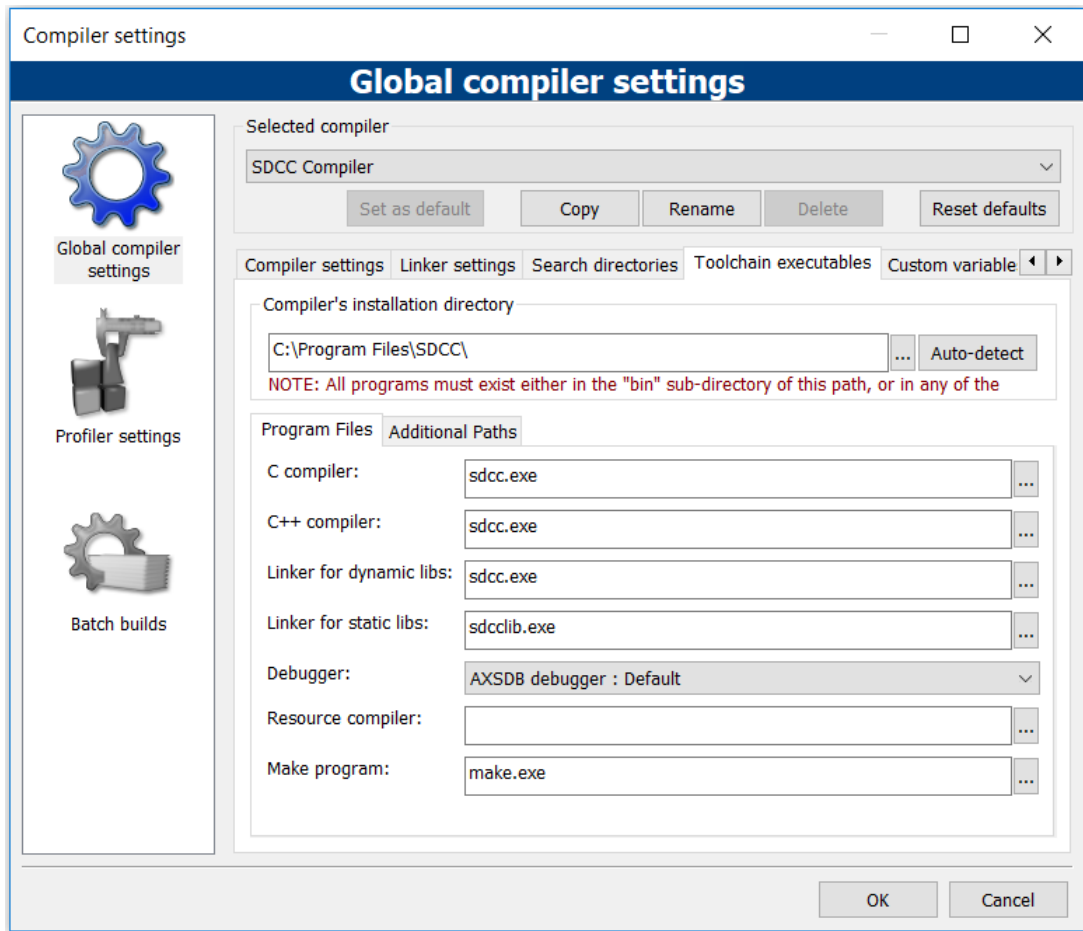 Compiler settings
Global compiler settings
Global compiler
settings
Profiler settings
Batch builds
Selected compiler
SDCC Compiler
Set as default
Copy
Rename
Delete
Reset defaults
Compiler settings
Linker settings
Search directories
Toolchain executables
Custom variable
Compiler's installation directory
C:\Program Files\SDCC\
...
Auto-detect
NOTE: All programs must exist either in the "bin" sub-directory of this path, or in any of the
Program Files
Additional Paths
C compiler:
sdcc.exe
...
C++ compiler:
sdcc.exe
...
Linker for dynamic libs:
sdcc.exe
...
Linker for static libs:
sdcclib.exe
...
Debugger:
AXSDB debugger : Default
Resource compiler:
...
Make program:
make.exe
...
OK
Cancel